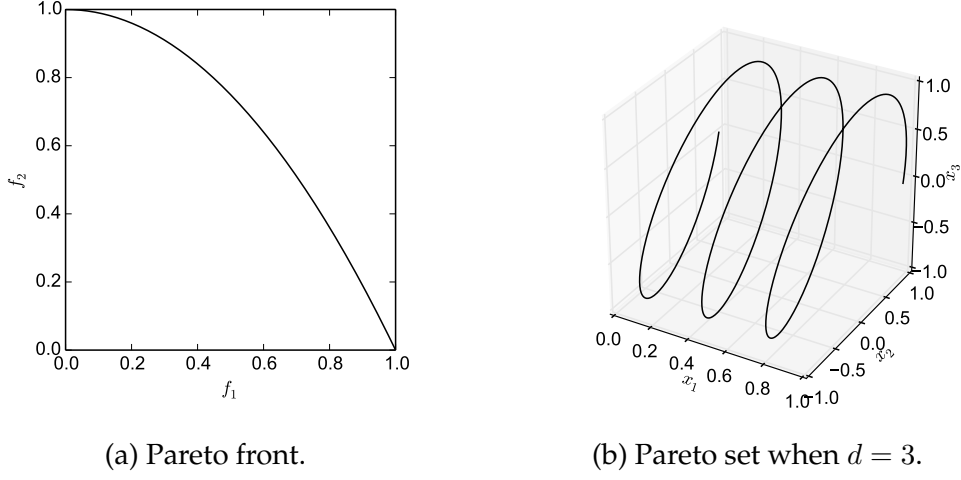 1.0
0.8
0.6
0.4
0.2
0.0
f2
0.0 0.2 0.4 0.6 0.8 1.0
f1
(a) Pareto front.
1.0
0.5
0.0
−0.5
−1.0
x3
0.0 0.2 0.4 0.6 0.8 1.0
x1
−1.0 −0.5 0.0 0.5 1.0
x2
(b) Pareto set when d = 3.